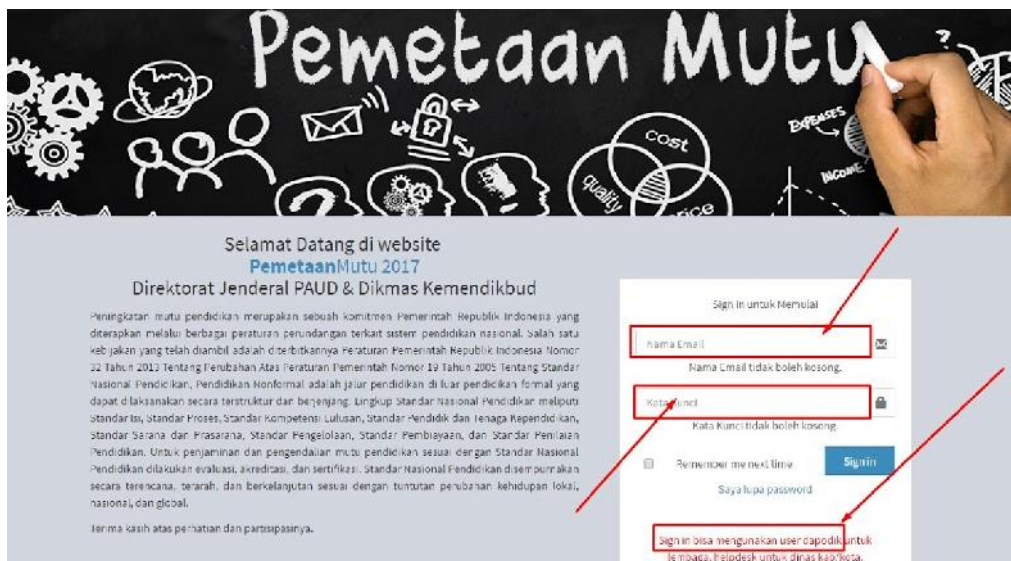 Pemetaan Mutu
?
EXPENSES
INCOME
cost
quality
price
?
Selamat Datang di website
PemetaanMutu 2017
Direktorat Jenderal PAUD & Dikmas Kemendikbud
Peningkatan mutu pendidikan merupakan sebuah komitmen Pemerintah Republik Indonesia yang
diterapkan melalui berbagai peraturan perundangan terkait sistem pendidikan nasional. Salah satu
kebijakan yang telah diambil adalah diterbitkannya Peraturan Pemerintah Republik Indonesia Nomor
32 Tahun 2013 Tentang Perubahan Atas Peraturan Pemerintah Nomor 19 Tahun 2005 Tentang Standar
Nasional Pendidikan, Pendidikan Nonformal adalah jalur pendidikan di luar pendidikan formal yang
dapat dilaksanakan secara terstruktur dan berjenjang. Lingkup Standar Nasional Pendidikan meliputi
Standar Isi, Standar Proses, Standar Kompetensi Lulusan, Standar Pendidik dan Tenaga Kependidikan,
Standar Sarana dan Prasarana, Standar Pengelolaan, Standar Pembiayaan, dan Standar Penilaian
Pendidikan. Untuk penjaminan dan pengendalian mutu pendidikan sesuai dengan Standar Nasional
Pendidikan dilakukan evaluasi, akreditasi, dan sertifikasi. Standar Nasional Pendidikan disempurnakan
secara terencana, terarah, dan berkelanjutan sesuai dengan tuntutan perubahan kehidupan lokal,
nasional, dan global.
Terima kasih atas perhatian dan partisipasinya.
Sign in untuk Memulai
Nama Email
Nama Email tidak boleh kosong.
Kata Kunci
Kata Kunci tidak boleh kosong.
Remember me next time.
Sign in
Saya lupa password
Sign in bisa mengunakan user dapodik untuk
lembaga, helpdesk untuk dinas kab/kota.